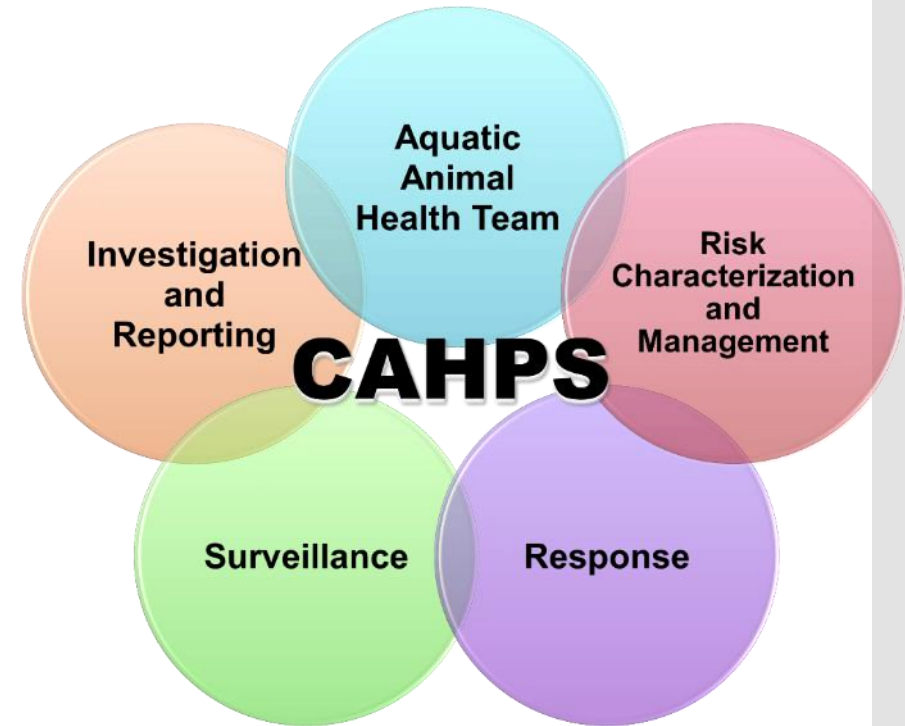 Aquatic
Animal
Health Team
Investigation
and
Reporting
Risk
Characterization
and
Management
CAHPS
Surveillance
Response